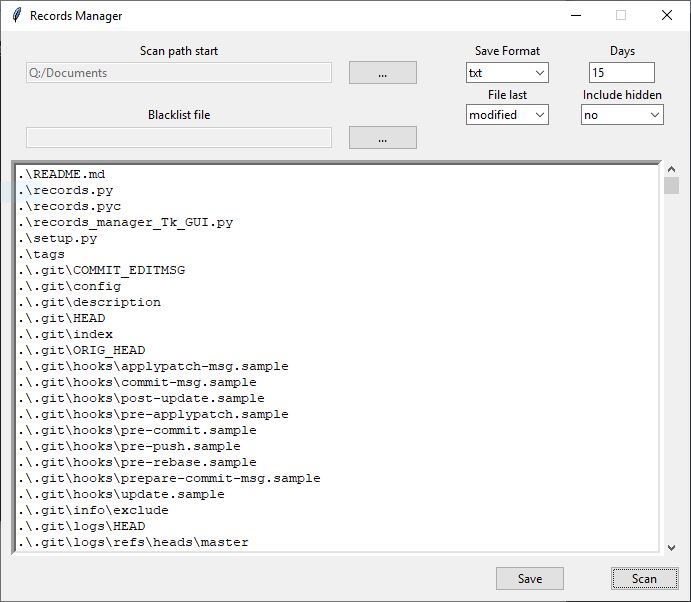 Records Manager
Scan path start
Save Format
Days
Q:/Documents
...
txt
15
File last
Include hidden
Blacklist file
modified
no
...
.\README.md
.\records.py
.\records.pyc
.\records_manager_Tk_GUI.py
.\setup.py
.\tags
.\.git\COMMIT_EDITMSG
.\.git\config
.\.git\description
.\.git\HEAD
.\.git\index
.\.git\ORIG_HEAD
.\.git\hooks\applypatch-msg.sample
.\.git\hooks\commit-msg.sample
.\.git\hooks\post-update.sample
.\.git\hooks\pre-applypatch.sample
.\.git\hooks\pre-commit.sample
.\.git\hooks\pre-push.sample
.\.git\hooks\pre-rebase.sample
.\.git\hooks\prepare-commit-msg.sample
.\.git\hooks\update.sample
.\.git\info\exclude
.\.git\logs\HEAD
.\.git\logs\refs\heads\master
Save
Scan